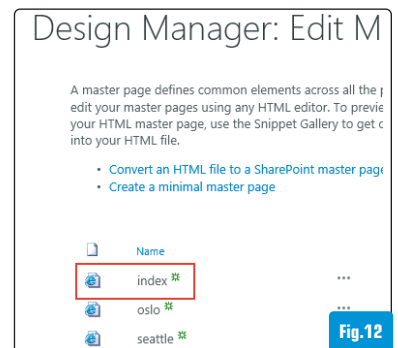 Design Manager: Edit M
A master page defines common elements across all the
edit your master pages using any HTML editor. To previe
your HTML master page, use the Snippet Gallery to get
into your HTML file.
• Convert an HTML file to a SharePoint master page
• Create a minimal master page
Name
index
...
oslo
...
seattle
Fig.12